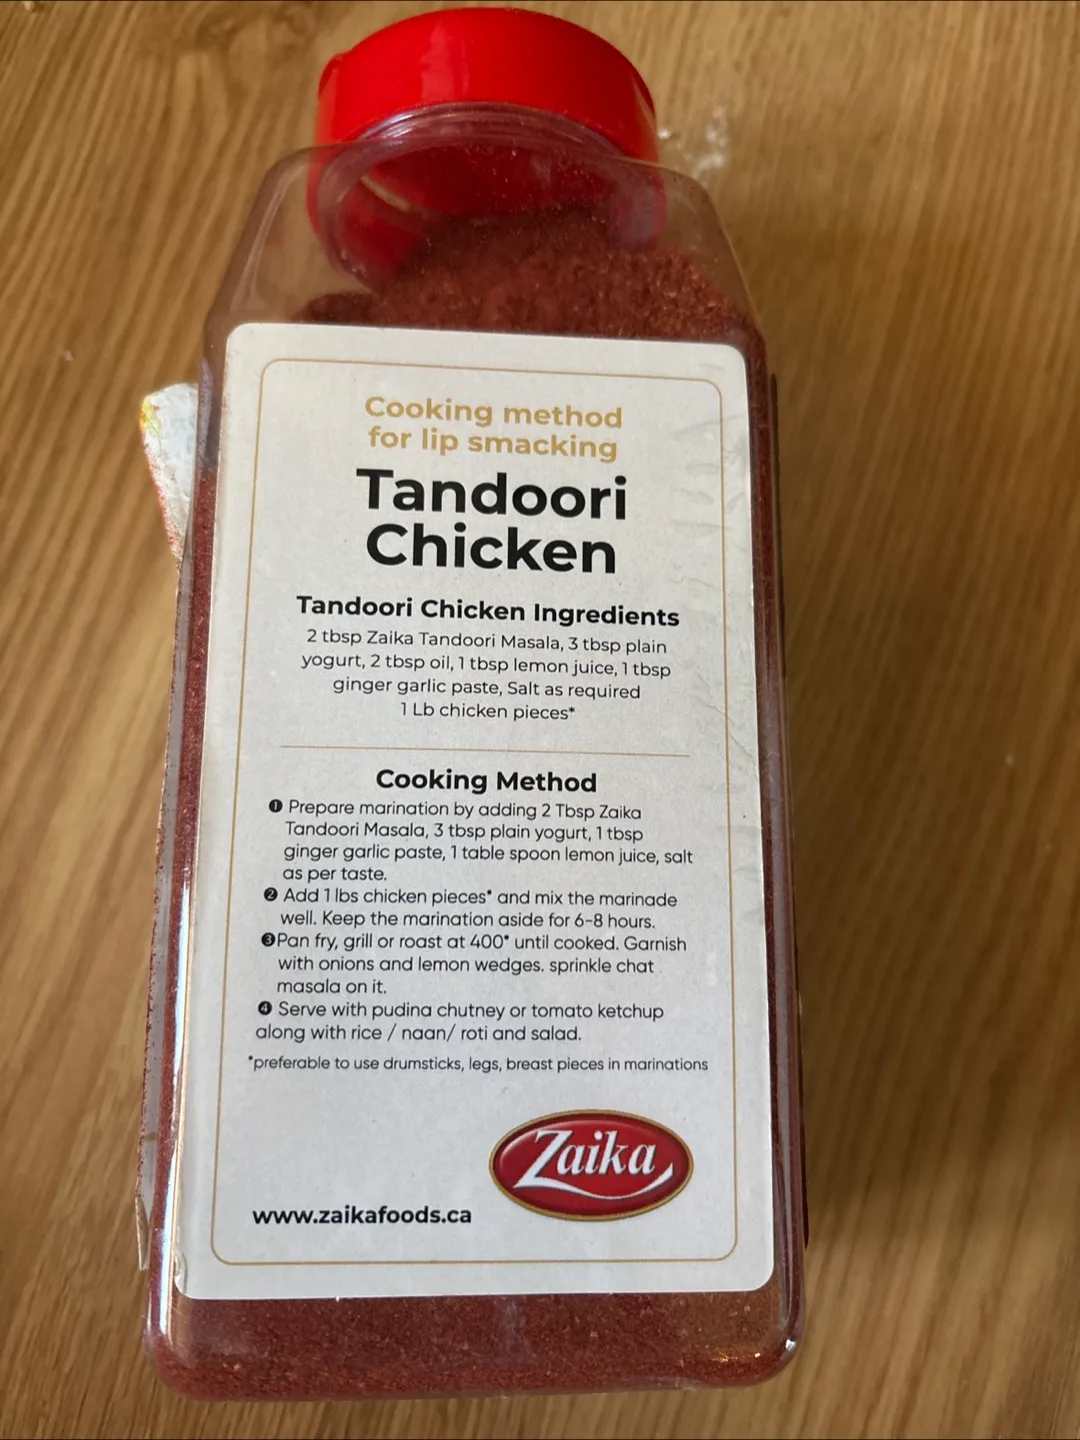 Cooking method
for lip smacking
Tandoori
Chicken
Tandoori Chicken Ingredients
2 tbsp Zaika Tandoori Masala, 3 tbsp plain
yogurt, 2 tbsp oil, 1 tbsp lemon juice, 1 tbsp
ginger garlic paste, Salt as required
1 Lb chicken pieces*
Cooking Method
❶ Prepare marination by adding 2 Tbsp Zaika
Tandoori Masala, 3 tbsp plain yogurt, 1 tbsp
ginger garlic paste, 1 table spoon lemon juice, salt
as per taste.
❷ Add 1 lbs chicken pieces* and mix the marinade
well. Keep the marination aside for 6-8 hours.
❸Pan fry, grill or roast at 400° until cooked. Garnish
with onions and lemon wedges. sprinkle chat
masala on it.
❹ Serve with pudina chutney or tomato ketchup
along with rice / naan/ roti and salad.
*preferable to use drumsticks, legs, breast pieces in marinations
Zaika
www.zaikafoods.ca